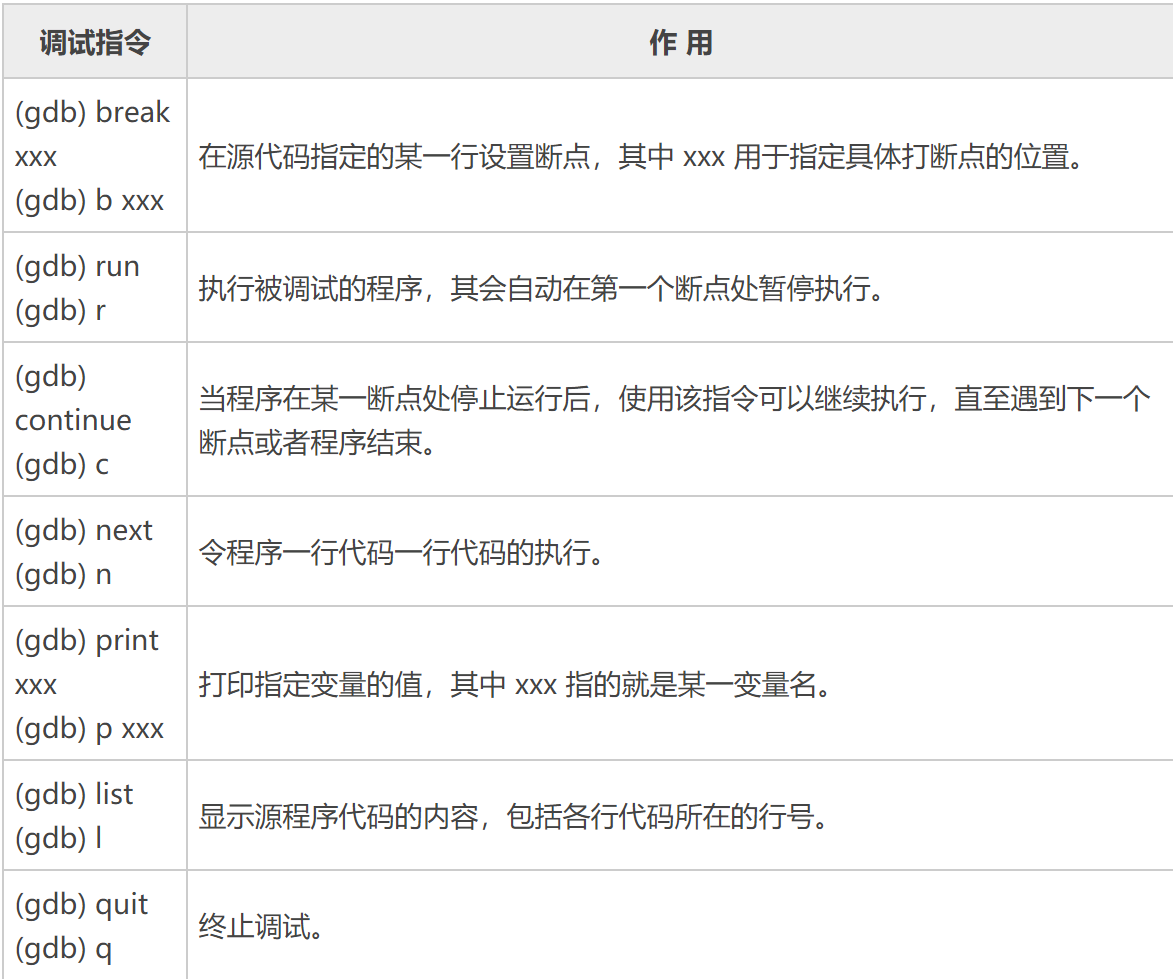 调试指令
作 用
(gdb) break
xxx
(gdb) b xxx
在源代码指定的某一行设置断点，其中 xxx 用于指定具体打断点的位置。
(gdb) run
(gdb) r
执行被调试的程序，其会自动在第一个断点处暂停执行。
(gdb)
continue
(gdb) c
当程序在某一断点处停止运行后，使用该指令可以继续执行，直至遇到下一个
断点或者程序结束。
(gdb) next
(gdb) n
令程序一行代码一行代码的执行。
(gdb) print
xxx
(gdb) p xxx
打印指定变量的值，其中 xxx 指的就是某一变量名。
(gdb) list
(gdb) l
显示源程序代码的内容，包括各行代码所在的行号。
(gdb) quit
(gdb) q
终止调试。